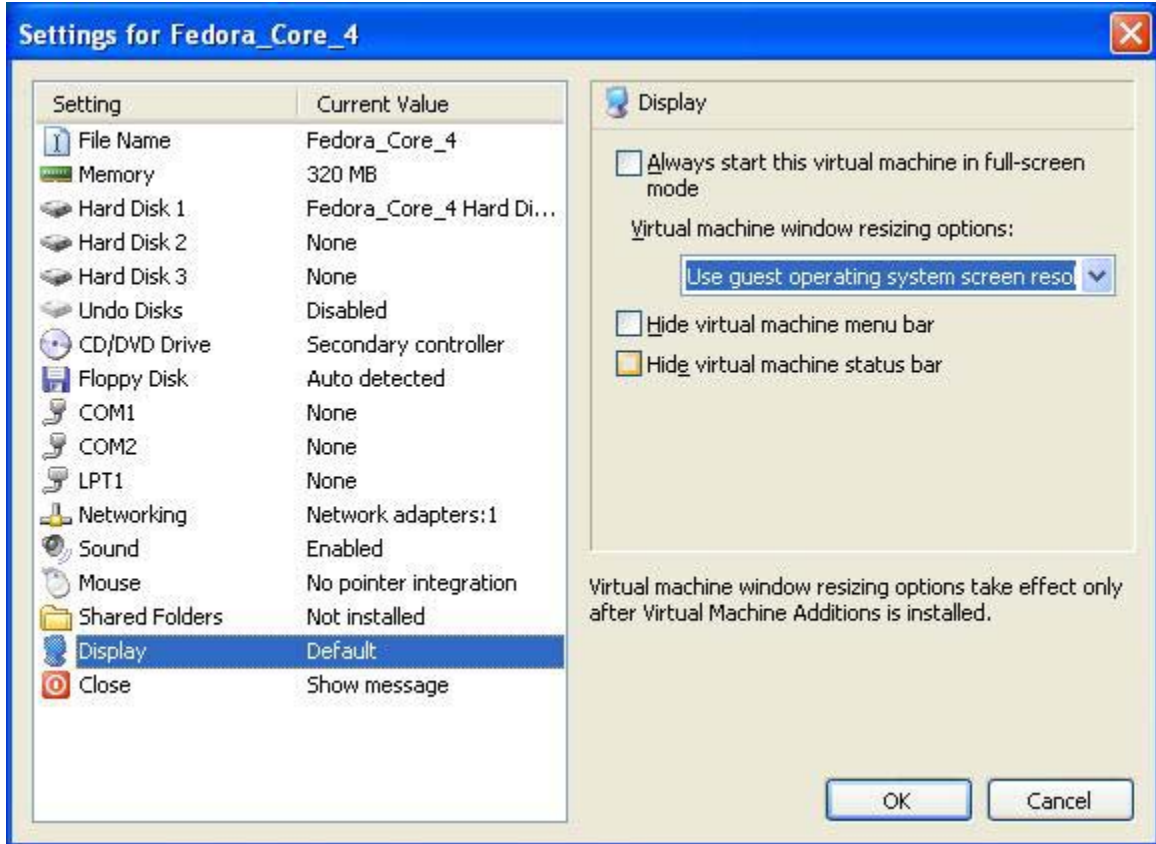 Settings for Fedora_Core_4
Setting Current Value
File Name Fedora_Core_4
Memory 320 MB
Hard Disk 1 Fedora_Core_4 Hard Di...
Hard Disk 2 None
Hard Disk 3 None
Undo Disks Disabled
CD/DVD Drive Secondary controller
Floppy Disk Auto detected
COM1 None
COM2 None
LPT1 None
Networking Network adapters:1
Sound Enabled
Mouse No pointer integration
Shared Folders Not installed
Display Default
Close Show message
Display
Always start this virtual machine in full-screen
mode
Virtual machine window resizing options:
Use guest operating system screen resol
Hide virtual machine menu bar
Hide virtual machine status bar
Virtual machine window resizing options take effect only
after Virtual Machine Additions is installed.
OK Cancel